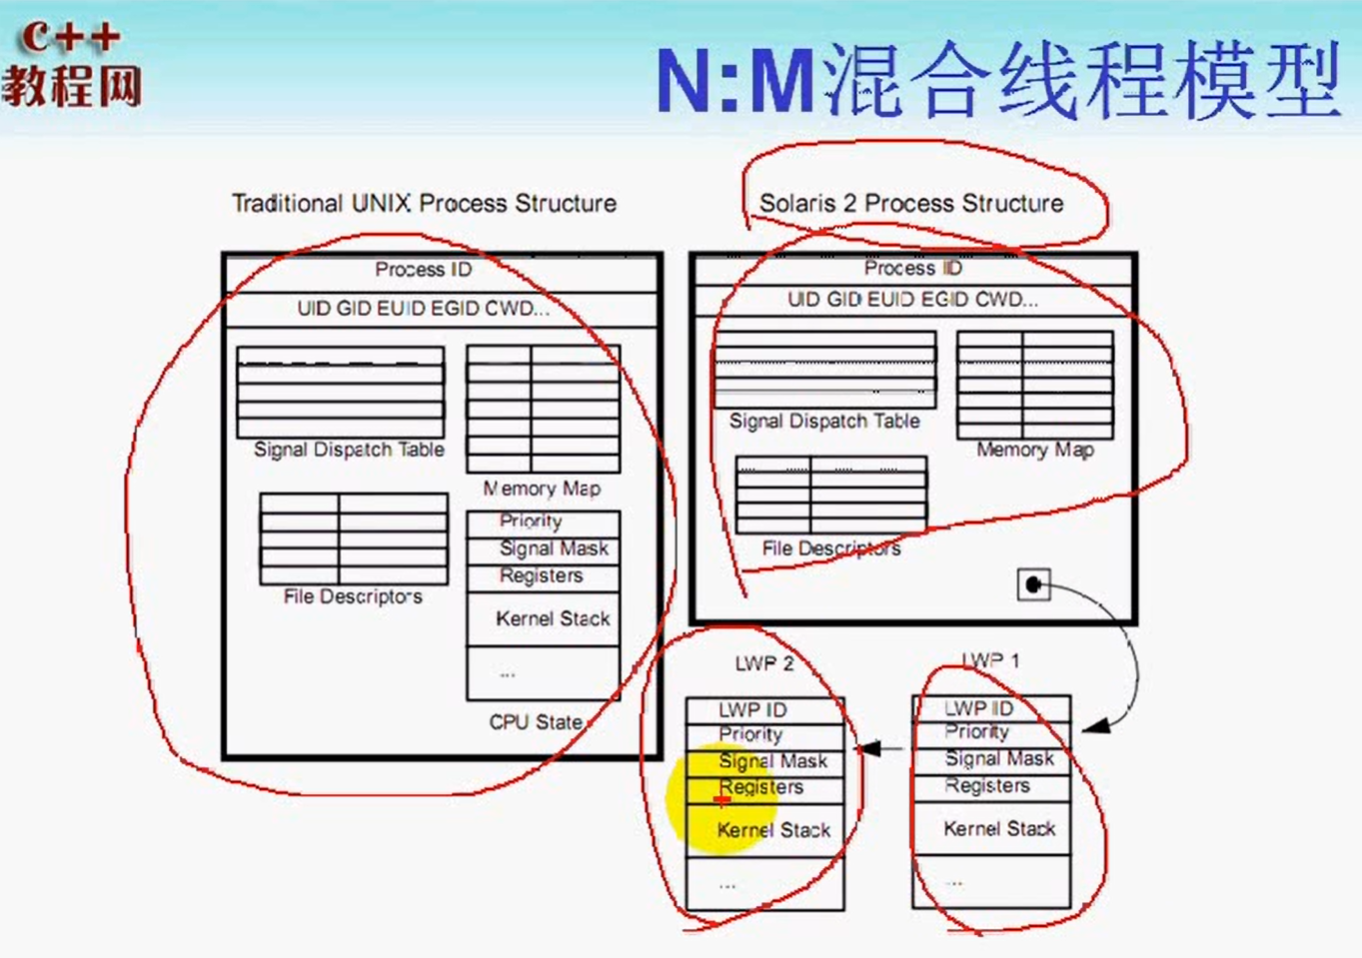 C++
教程网
N:M混合线程模型
Traditional UNIX Process Structure
Process ID
UID GID EUID EGID CWD...
Signal Dispatch Table
Memory Map
File Descriptors
Priority
Signal Mask
Registers
Kernel Stack
...
CPU State
Solaris 2 Process Structure
Process ID
UID GID EUID EGID CWD...
Signal Dispatch Table
Memory Map
File Descriptors
LWP 2
LWP ID
Priority
Signal Mask
Registers
Kernel Stack
...
LWP 1
LWP ID
Priority
Signal Mask
Registers
Kernel Stack
...